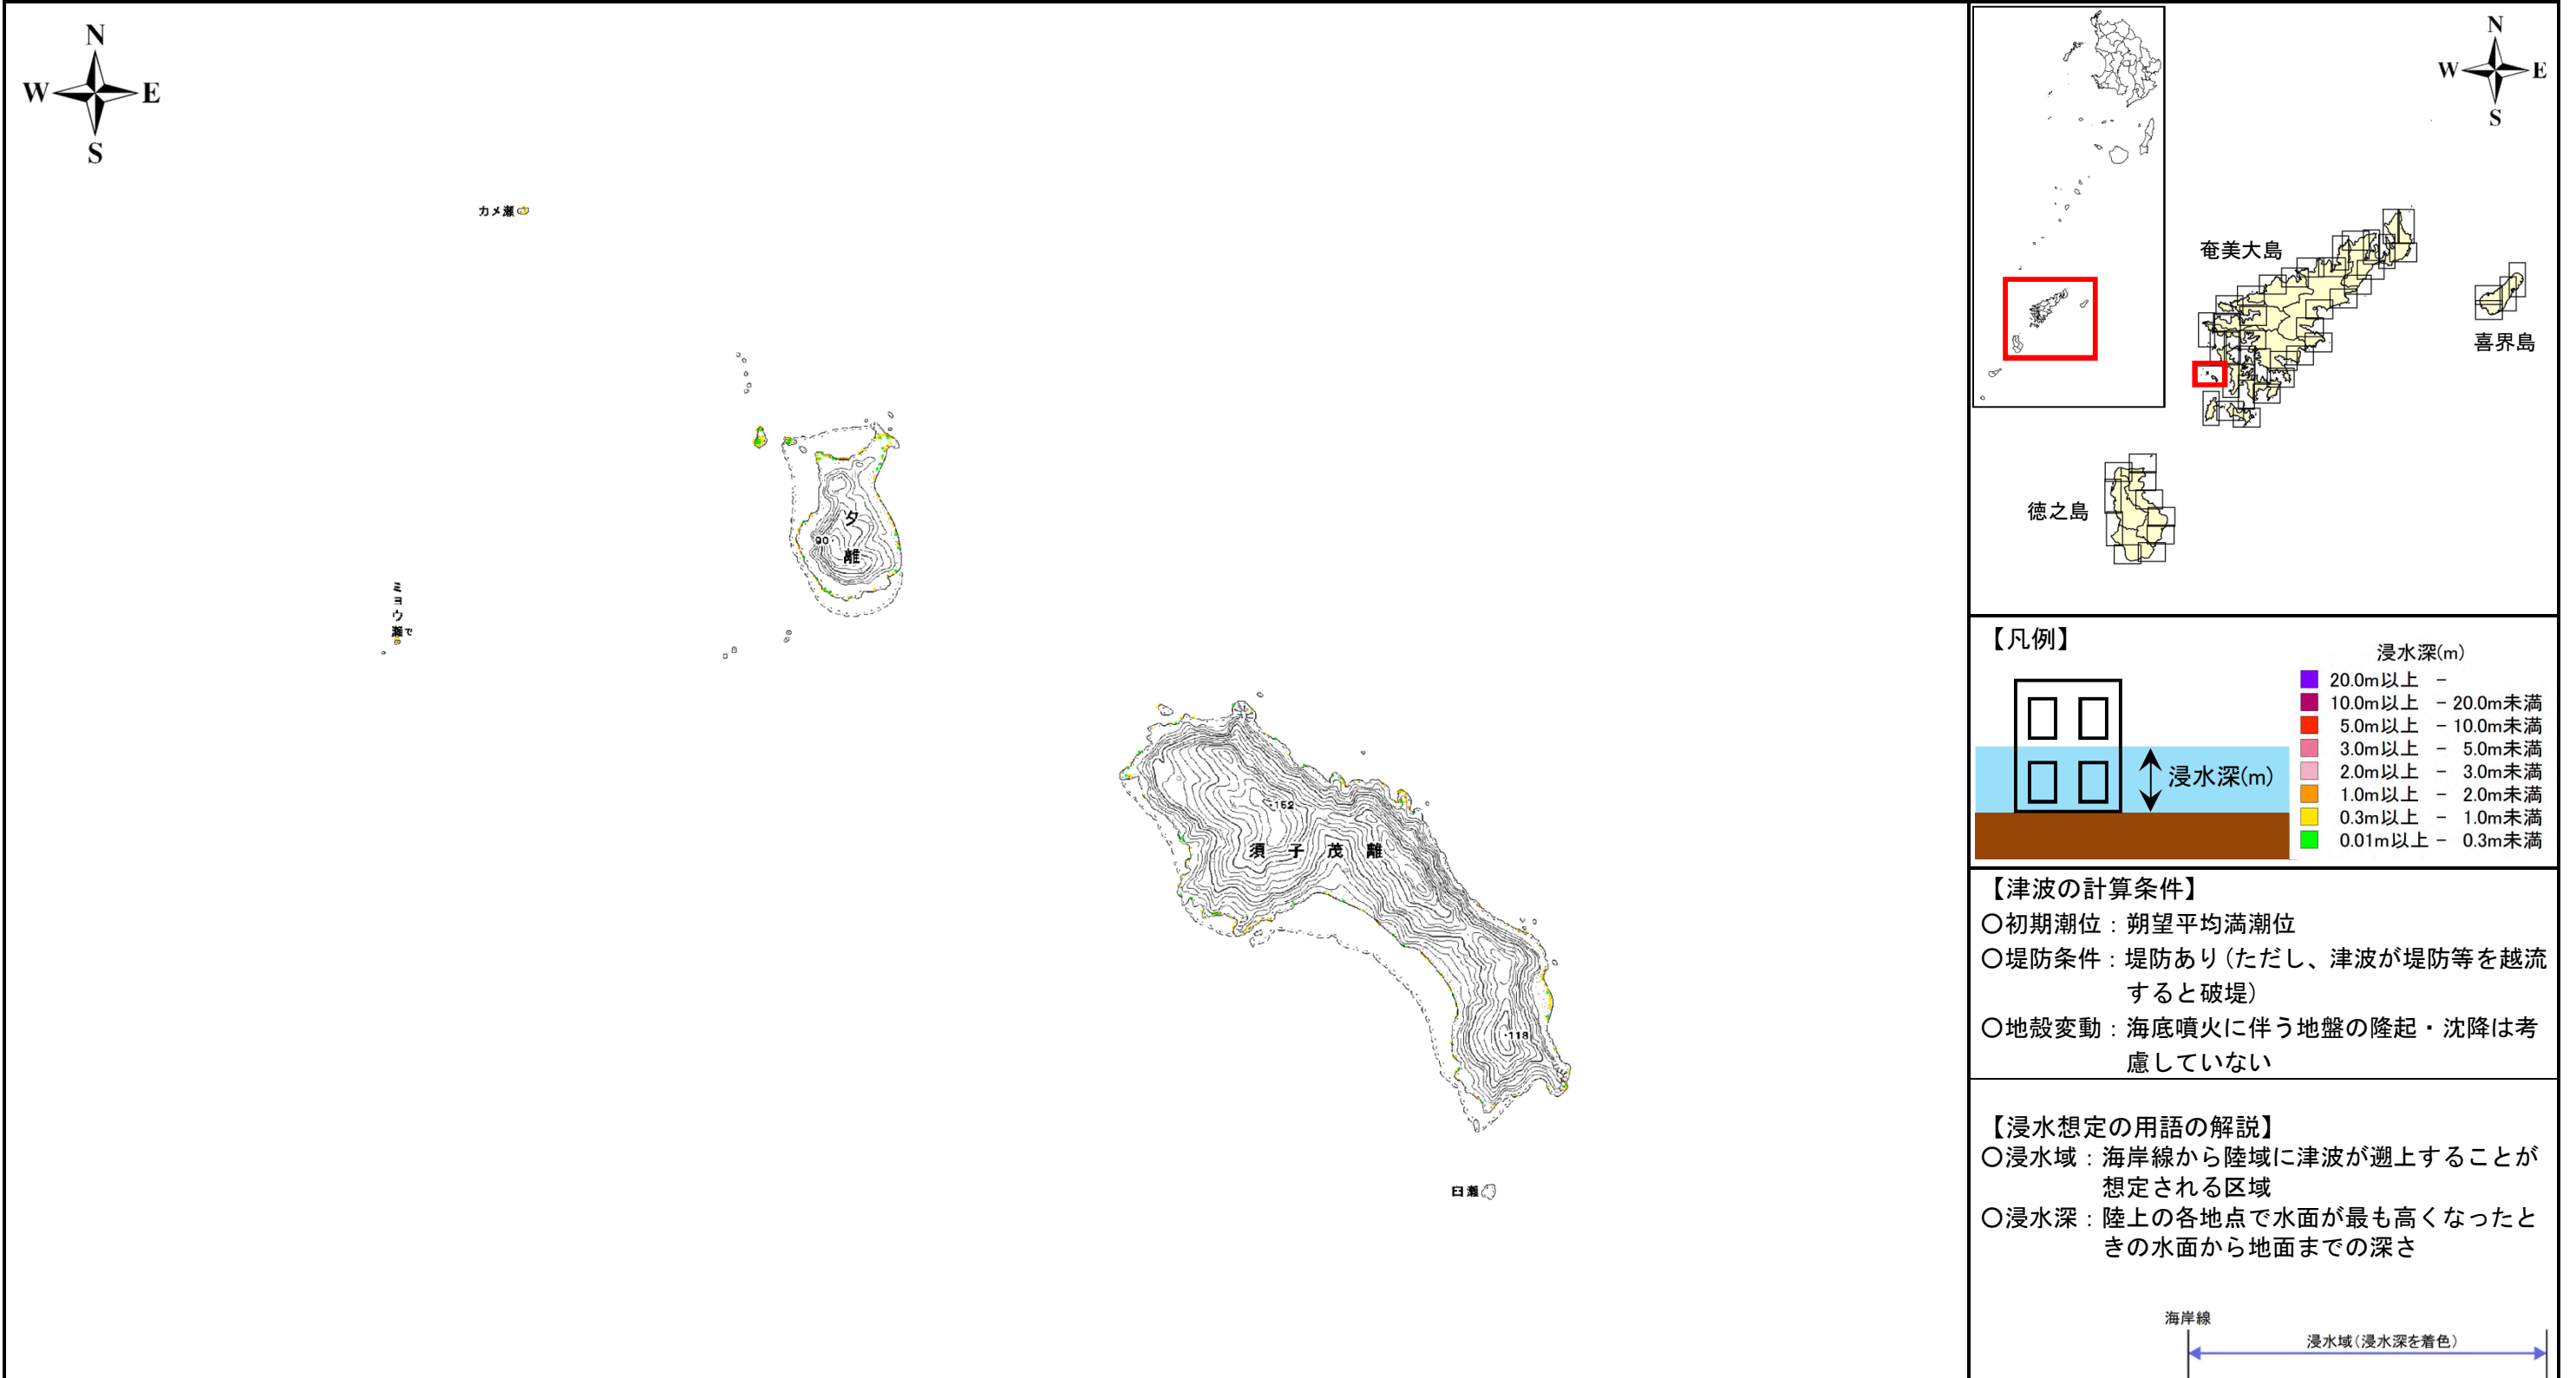 N
W E
S
カメ瀬
タ
90
離
ミョウ瀬
152
須子茂離
118
臼瀬
N
W E
S
奄美大島
喜界島
徳之島
【凡例】
浸水深(m)
浸水深(m)
20.0m以上 -
10.0m以上 - 20.0m未満
5.0m以上 - 10.0m未満
3.0m以上 - 5.0m未満
2.0m以上 - 3.0m未満
1.0m以上 - 2.0m未満
0.3m以上 - 1.0m未満
0.01m以上 - 0.3m未満
【津波の計算条件】
〇初期潮位：朔望平均満潮位
〇堤防条件：堤防あり(ただし、津波が堤防等を越流
すると破堤)
〇地殻変動：海底噴火に伴う地盤の隆起・沈降は考
慮していない
【浸水想定の用語の解説】
〇浸水域：海岸線から陸域に津波が遡上することが
想定される区域
〇浸水深：陸上の各地点で水面が最も高くなったと
きの水面から地面までの深さ
海岸線
浸水域(浸水深を着色)